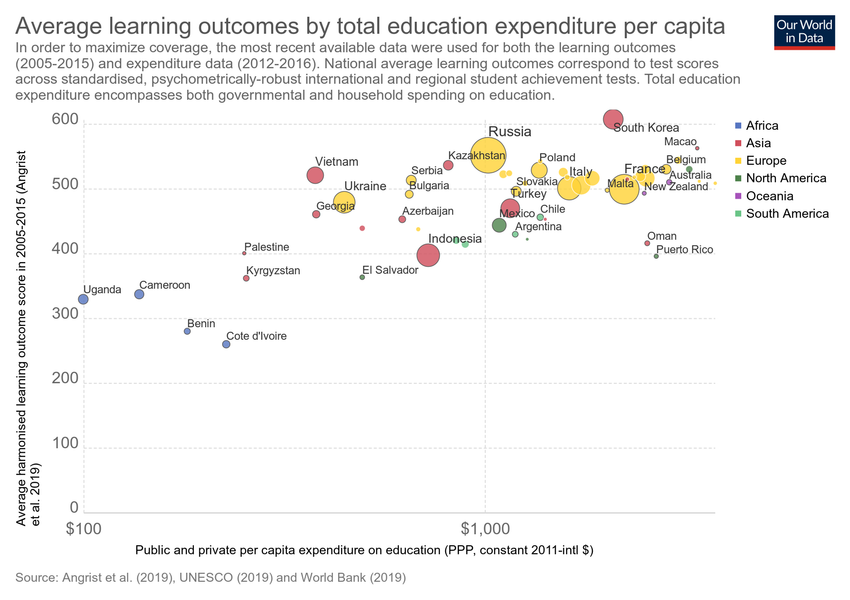 Average learning outcomes by total education expenditure per capita
Our World
in Data
In order to maximize coverage, the most recent available data were used for both the learning outcomes
(2005-2015) and expenditure data (2012-2016). National average learning outcomes correspond to test scores
across standardised, psychometrically-robust international and regional student achievement tests. Total education
expenditure encompasses both governmental and household spending on education.
Average harmonised learning outcome score in 2005-2015 (Angrist
et al. 2019)
600
500
400
300
200
100
0
South Korea
Russia
Macao
Kazakhstan
Vietnam
Poland
Belgium
Serbia
Italy
France
Australia
Ukraine
Bulgaria
Slovakia
Malta
New Zealand
Turkey
Georgia
Azerbaijan
Mexico
Chile
Argentina
Indonesia
Oman
Palestine
Puerto Rico
Kyrgyzstan
El Salvador
Uganda
Cameroon
Benin
Cote d'Ivoire
$100
$1,000
Public and private per capita expenditure on education (PPP, constant 2011-intl $)
Africa
Asia
Europe
North America
Oceania
South America
Source: Angrist et al. (2019), UNESCO (2019) and World Bank (2019)